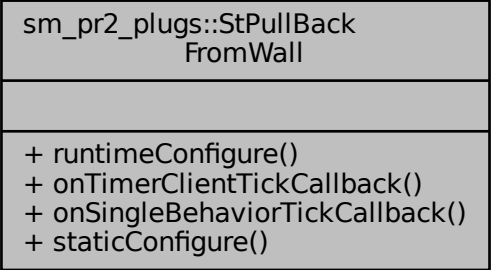 sm_pr2_plugs::StPullBack
FromWall
+ runtimeConfigure()
+ onTimerClientTickCallback()
+ onSingleBehaviorTickCallback()
+ staticConfigure()